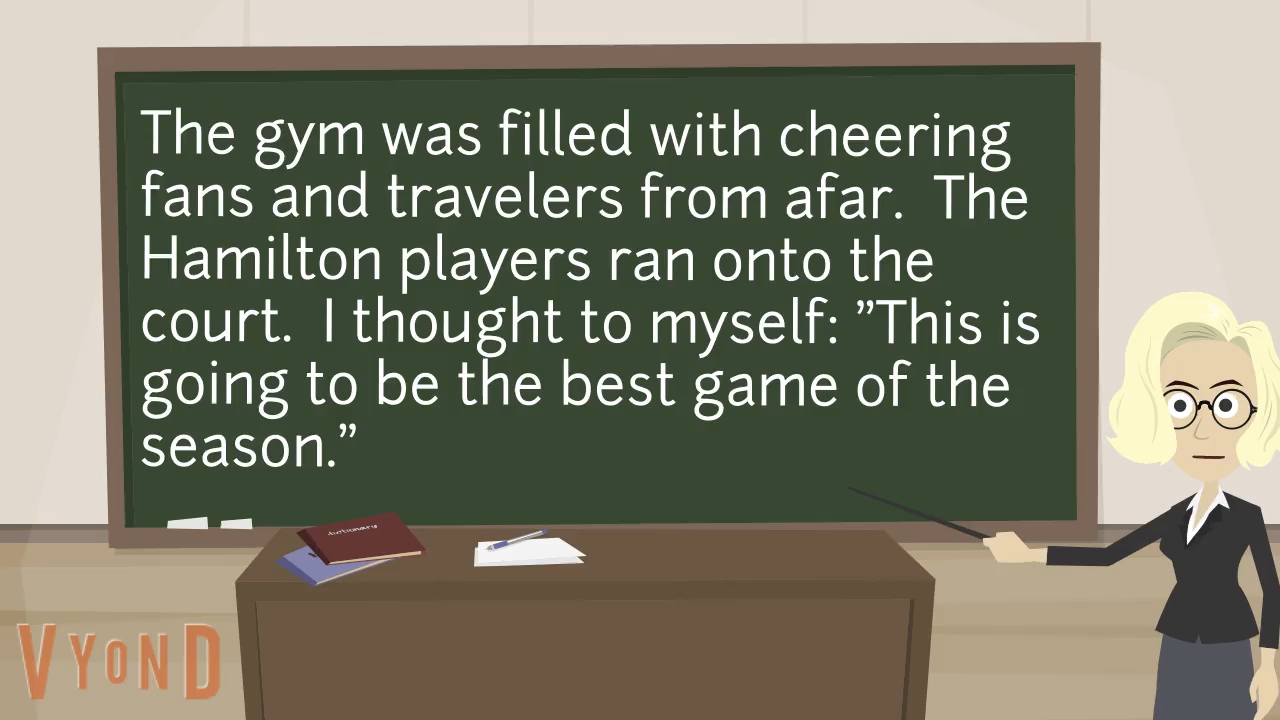 The gym was filled with cheering
fans and travelers from afar.  The
Hamilton players ran onto the
court.  I thought to myself: ”This is
going to be the best game of the
season.”
dictionary
VYOND